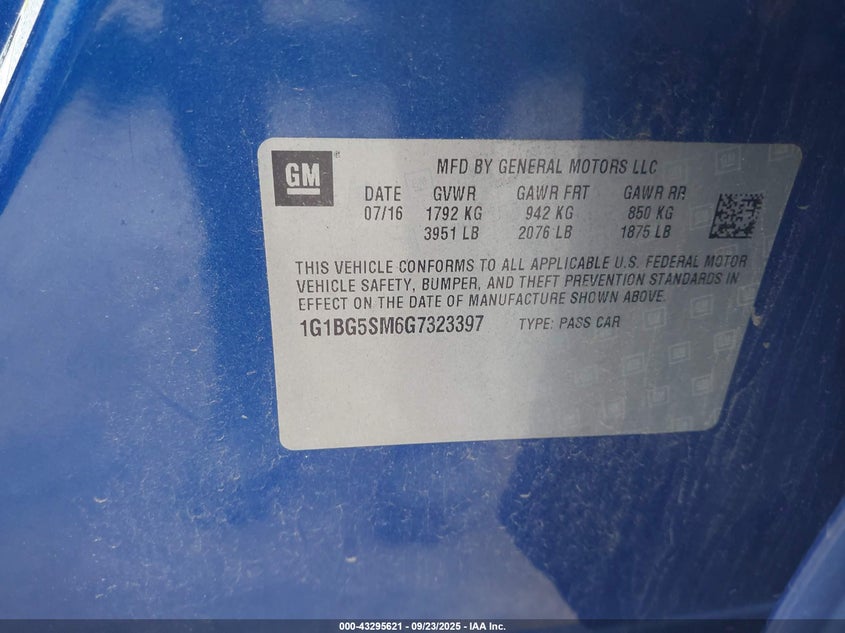 GM ®
MFD BY GENERAL MOTORS LLC
DATE GVWR GAWR FRT GAWR RR
07/16 1792 KG 942 KG 850 KG
3951 LB 2076 LB 1875 LB
THIS VEHICLE CONFORMS TO ALL APPLICABLE U.S. FEDERAL MOTOR
VEHICLE SAFETY, BUMPER, AND THEFT PREVENTION STANDARDS IN
EFFECT ON THE DATE OF MANUFACTURE SHOWN ABOVE.
1G1BG5SM6G7323397 TYPE: PASS CAR
000-43295621 - 09/23/2025 - IAA Inc.